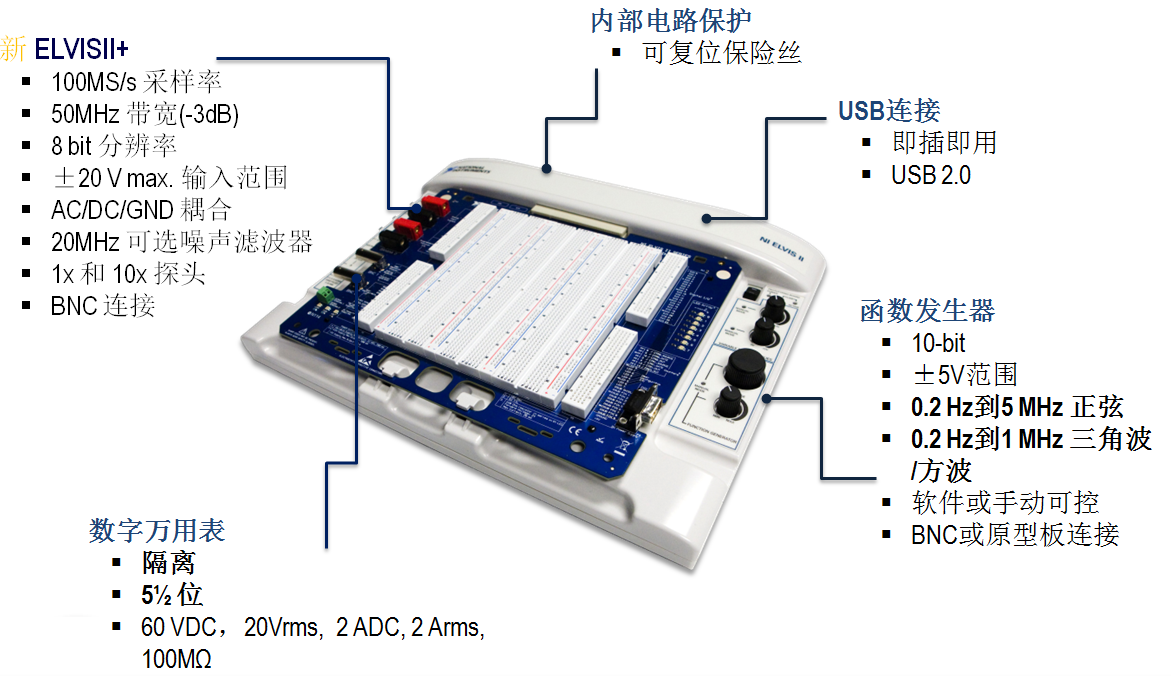 内部电路保护
▪ 可复位保险丝
新 ELVISII+
▪ 100MS/s 采样率
▪ 50MHz 带宽(-3dB)
▪ 8 bit 分辨率
▪ ±20 V max. 输入范围
▪ AC/DC/GND 耦合
▪ 20MHz 可选噪声滤波器
▪ 1x 和 10x 探头
▪ BNC 连接
USB连接
▪ 即插即用
▪ USB 2.0
NI ELVIS II
函数发生器
▪ 10-bit
▪ ±5V范围
▪ 0.2 Hz到5 MHz 正弦
▪ 0.2 Hz到1 MHz 三角波
/方波
▪ 软件或手动可控
▪ BNC或原型板连接
FUNCTION GENERATOR
CE
数字万用表
▪ 隔离
▪ 5½ 位
▪ 60 VDC， 20Vrms, 2 ADC, 2 Arms,
100MΩ